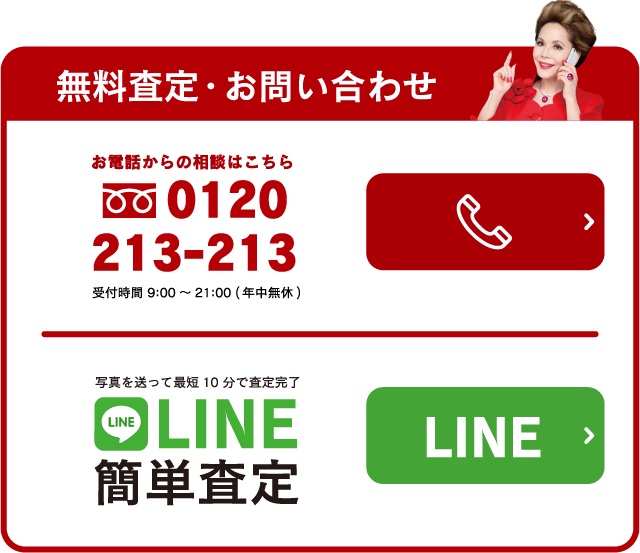 無料査定・お問い合わせ
お電話からの相談はこちら
0120
213-213
受付時間 9:00 ~ 21:00 (年中無休)
写真を送って最短 10 分で査定完了
LINE LINE
簡単査定
LINE